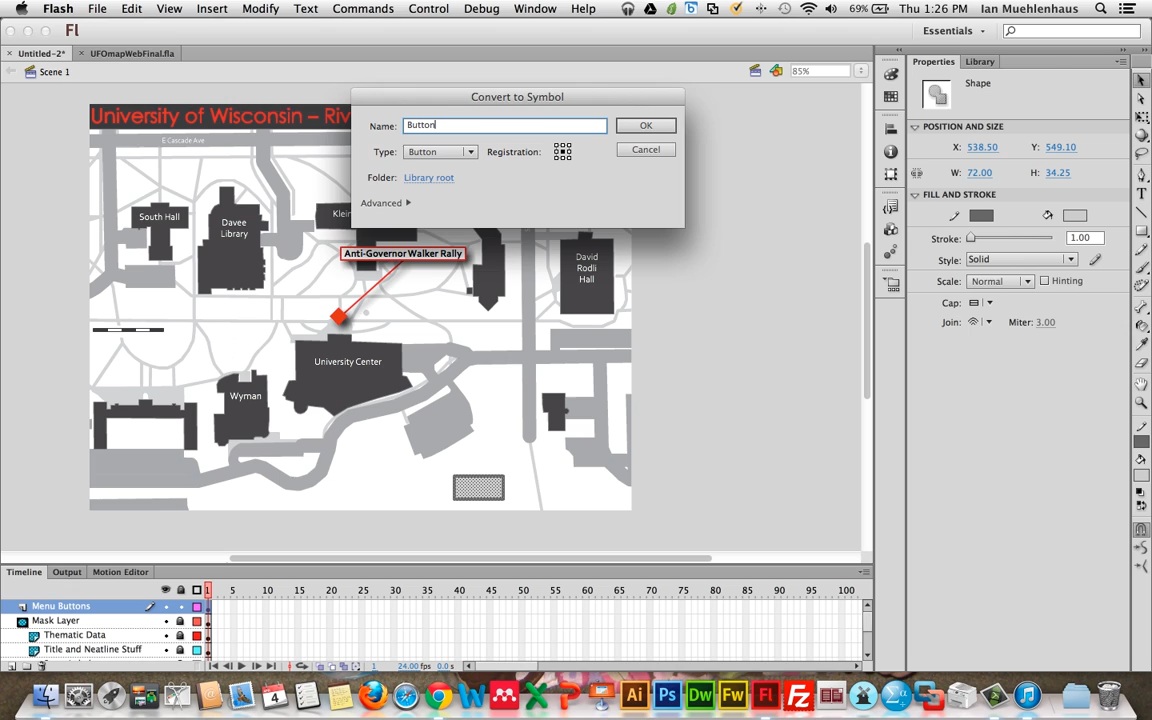 Flash File Edit View Insert Modify Text Commands Control Debug Window Help 69% Thu 1:26 PM Ian Muehlenhaus
Fl Essentials
Untitled-2* UFOmapWebFinal.fla
Properties Library
Scene 1 85%
Shape
Convert to Symbol
Name: Button OK
Type: Button Registration: Cancel
Folder: Library root
Advanced
University of Wisconsin – Riv
E Cascade Ave
South Hall
Davee
Library
Klein
Anti-Governor Walker Rally
David
Rodli
Hall
University Center
Wyman
POSITION AND SIZE
X: 538.50 Y: 549.10
W: 72.00 H: 34.25
FILL AND STROKE
Stroke: 1.00
Style: Solid
Scale: Normal Hinting
Cap:
Join: Miter: 3.00
Timeline Output Motion Editor
1 5 10 15 20 25 30 35 40 45 50 55 60 65 70 75 80 85 90 95 100
Menu Buttons
Mask Layer
Thematic Data
Title and Neatline Stuff
1 24.00 fps 0.0 s
4 Ai Ps Dw Fw Fl Fz